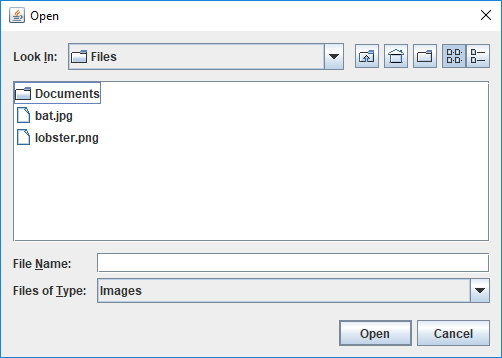 Open
Look In: Files
Documents
bat.jpg
lobster.png
File Name:
Files of Type: Images
Open Cancel